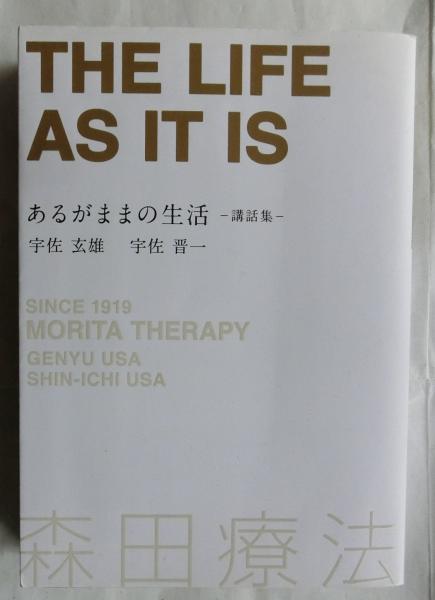 THE LIFE
AS IT IS
あるがままの生活 －講話集－
宇佐 玄雄　宇佐 晋一
SINCE 1919
MORITA THERAPY
GENYU USA
SHIN-ICHI USA
森田療法